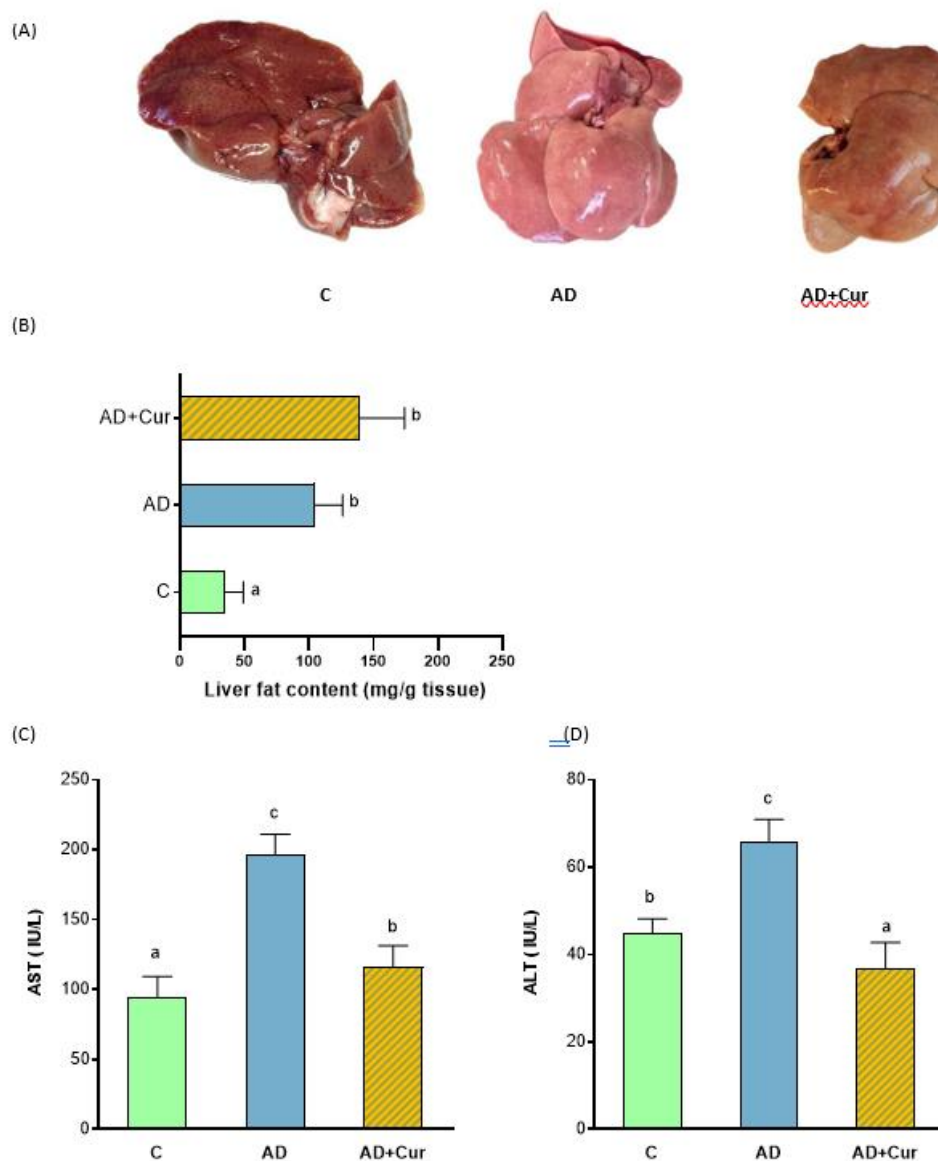 (A)
C
AD
AD+Cur
(B)
AD+Cur
b
AD
b
C
a
0 50 100 150 200 250
Liver fat content (mg/g tissue)
(C)
250
200
150
100
50
0
AST ( IU/L)
a
c
b
C AD AD+Cur
(D)
80
60
40
20
0
ALT ( IU/L)
b
c
a
C AD AD+Cur